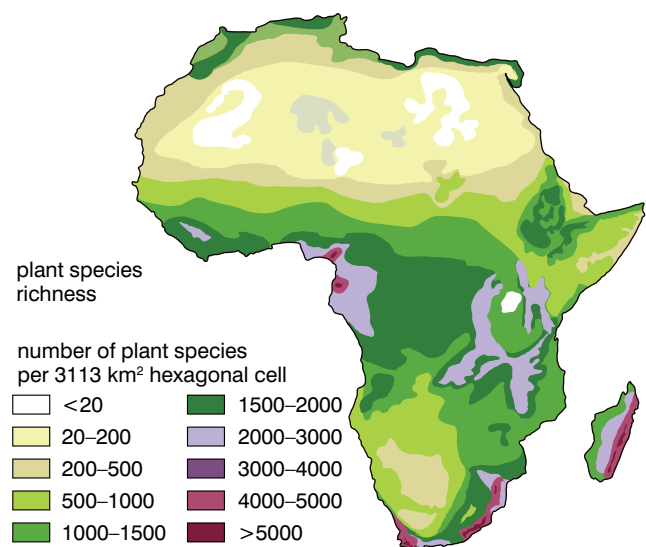 plant species
richness
number of plant species
per 3113 km² hexagonal cell
<20
20–200
200–500
500–1000
1000–1500
1500–2000
2000–3000
3000–4000
4000–5000
>5000